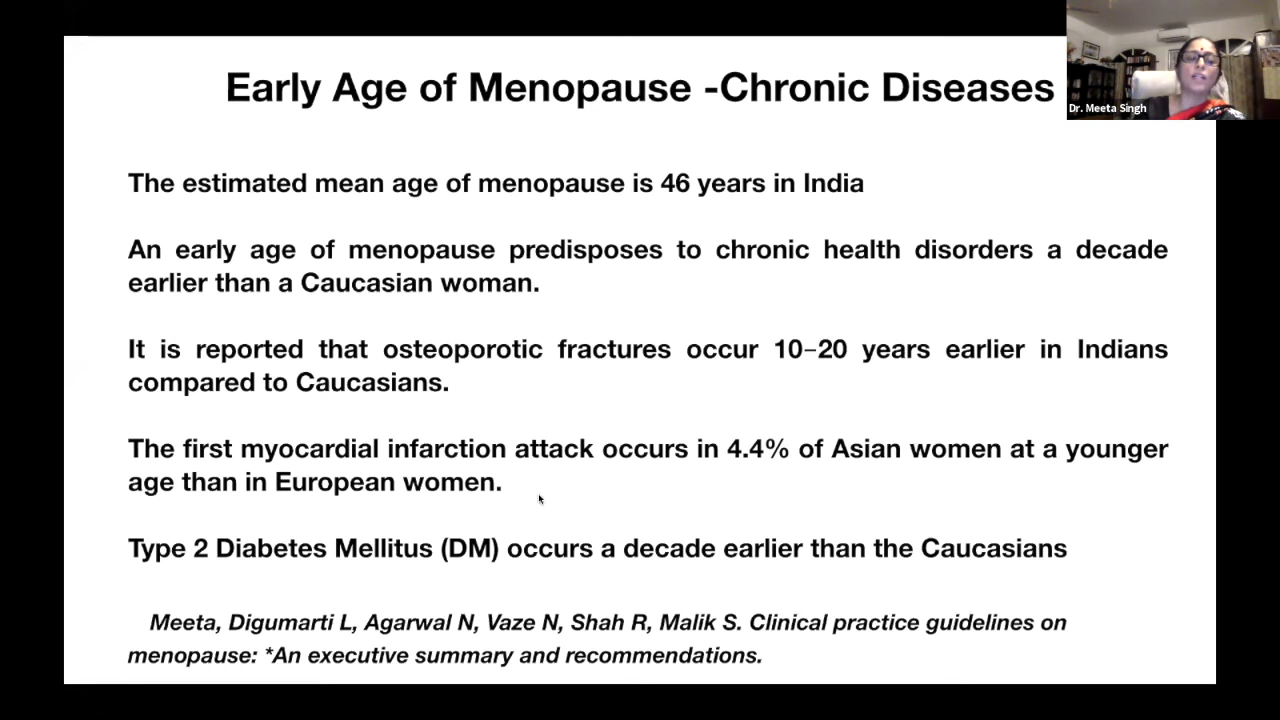 Early Age of Menopause -Chronic Diseases
Dr. Meeta Singh
The estimated mean age of menopause is 46 years in India
An early age of menopause predisposes to chronic health disorders a decade
earlier than a Caucasian woman.
It is reported that osteoporotic fractures occur 10–20 years earlier in Indians
compared to Caucasians.
The first myocardial infarction attack occurs in 4.4% of Asian women at a younger
age than in European women.
Type 2 Diabetes Mellitus (DM) occurs a decade earlier than the Caucasians
Meeta, Digumarti L, Agarwal N, Vaze N, Shah R, Malik S. Clinical practice guidelines on
menopause: *An executive summary and recommendations.